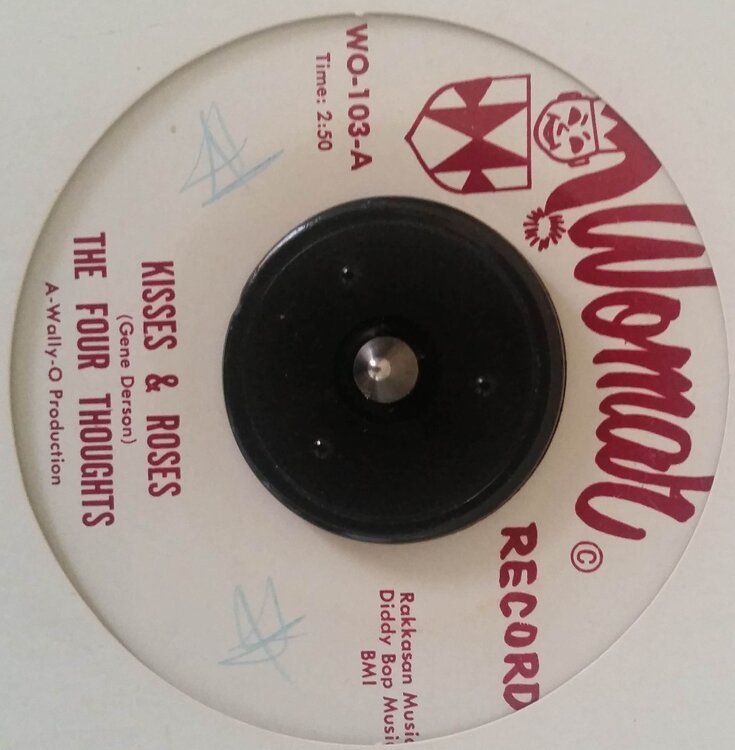 Womar ©
RECORD
WO-103-A
Time: 2:50
Rakkasan Music
Diddy Bop Music
BMI
KISSES & ROSES
(Gene Derson)
THE FOUR THOUGHTS
A-Wally-O Production